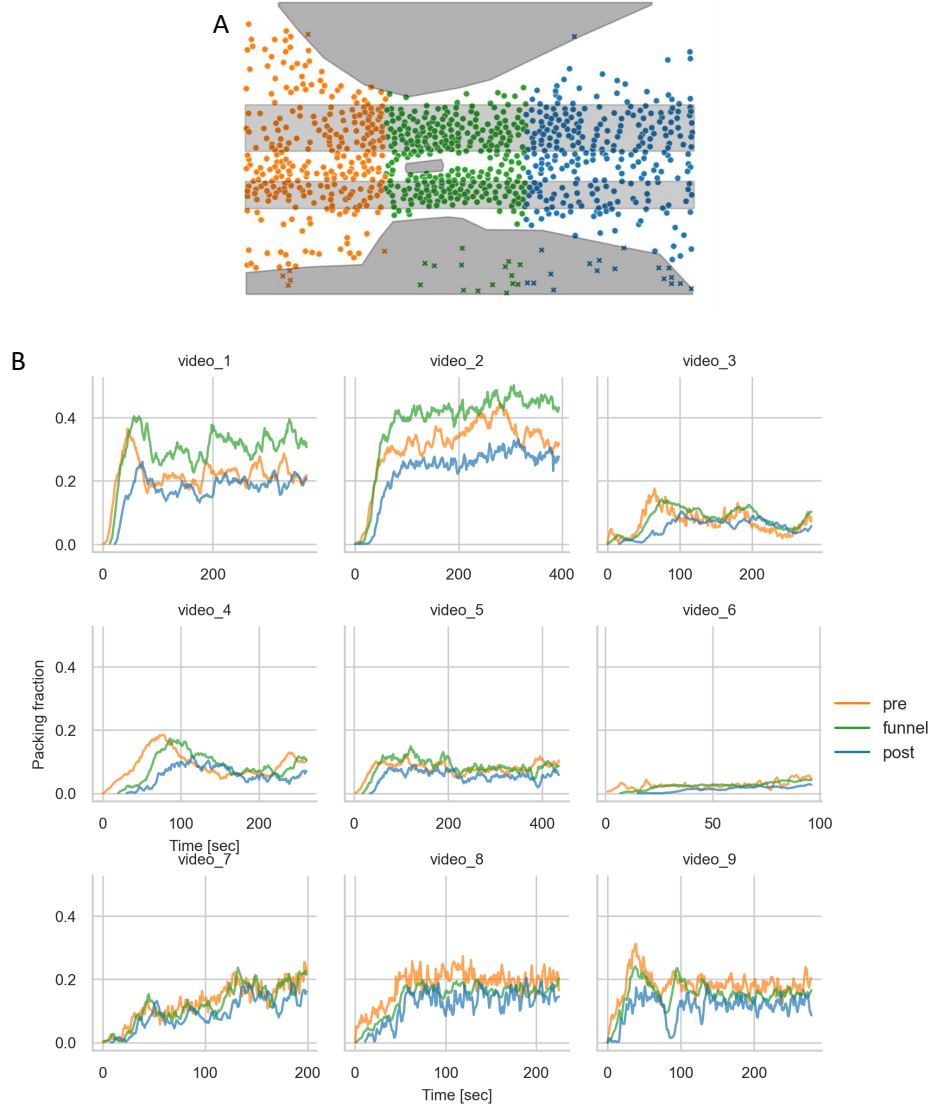 A
B
video_1 video_2 video_3
0.4
0.2
0.0
0 200 0 200 400 0 100 200
video_4 video_5 video_6
0.4
0.2
0.0
Packing fraction
pre
funnel
post
0 100 200 0 200 400 0 50 100
Time [sec]
video_7 video_8 video_9
0.4
0.2
0.0
0 100 200 0 100 200 0 100 200
Time [sec]